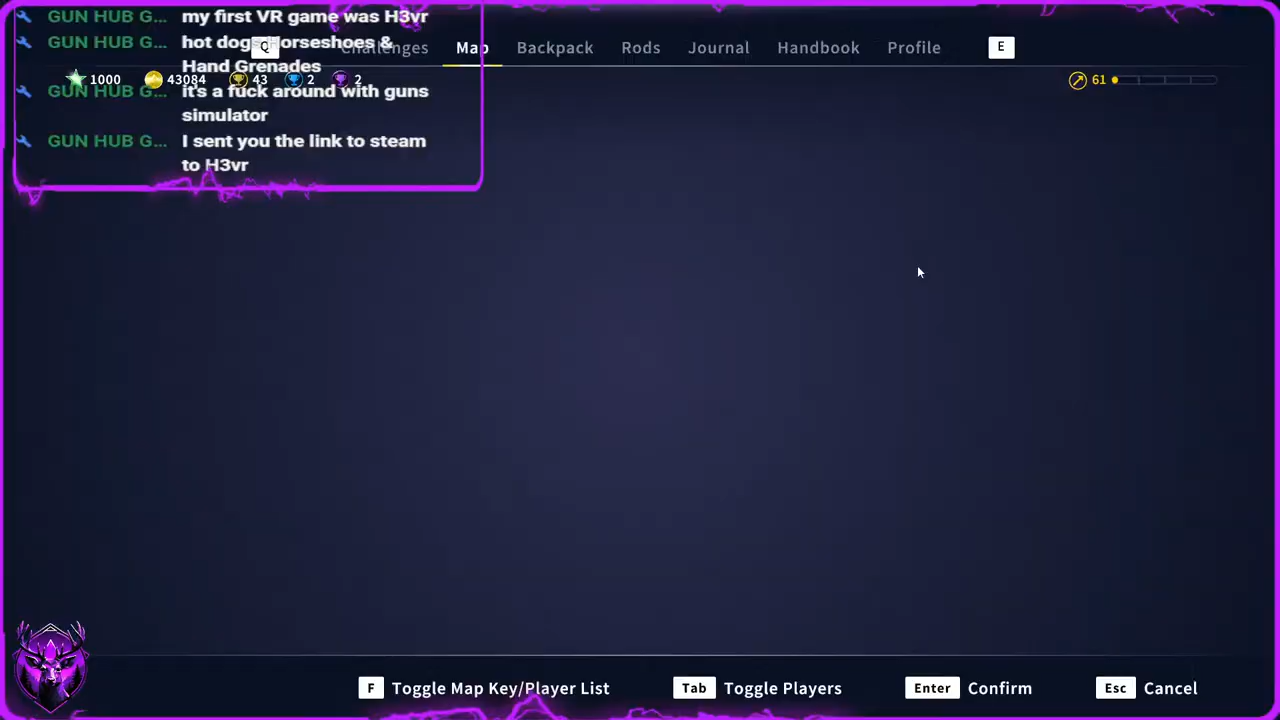 GUN HUB G... my first VR game was H3vr
GUN HUB G... hot dogs Horseshoes &
Hand Grenades
GUN HUB G... it's a fuck around with guns
simulator
GUN HUB G... I sent you the link to steam
to H3vr
Q Challenges Map Backpack Rods Journal Handbook Profile E
1000 43084 43 2 2 61
F Toggle Map Key/Player List Tab Toggle Players Enter Confirm Esc Cancel